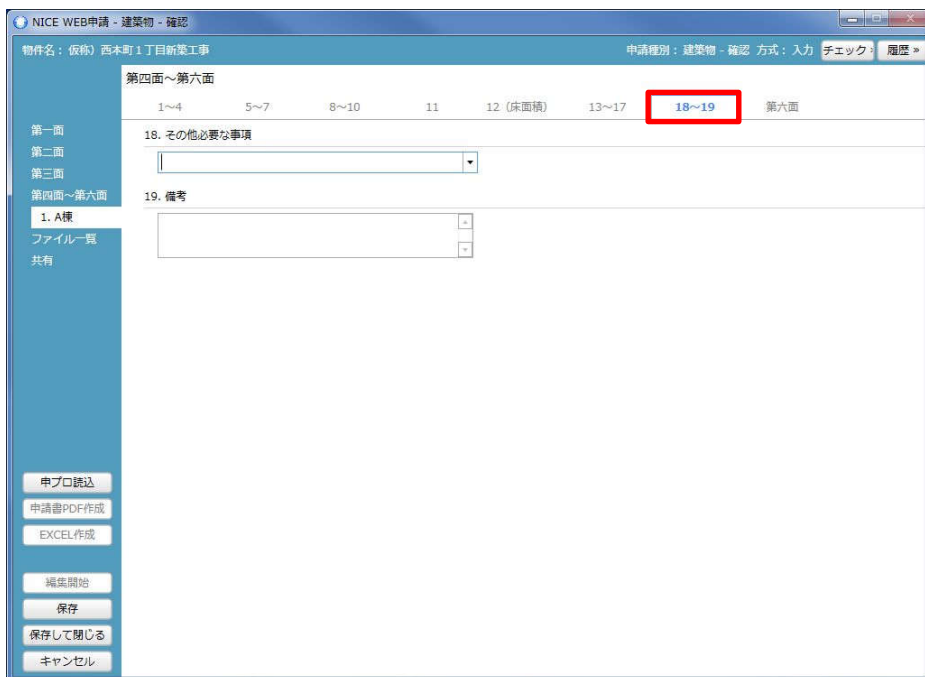 NICE WEB申請 - 建築物 - 確認
物件名：仮称）西本町１丁目新築工事 申請種別：建築物 - 確認 方式：入力 チェック » 履歴 »
第四面～第六面
1～4 5～7 8～10 11 12（床面積） 13～17 18～19 第六面
第一面
第二面
第三面
第四面～第六面
1. A棟
ファイル一覧
共有
18. その他必要な事項
19. 備考
申プロ読込
申請書PDF作成
EXCEL作成
編集開始
保存
保存して閉じる
キャンセル